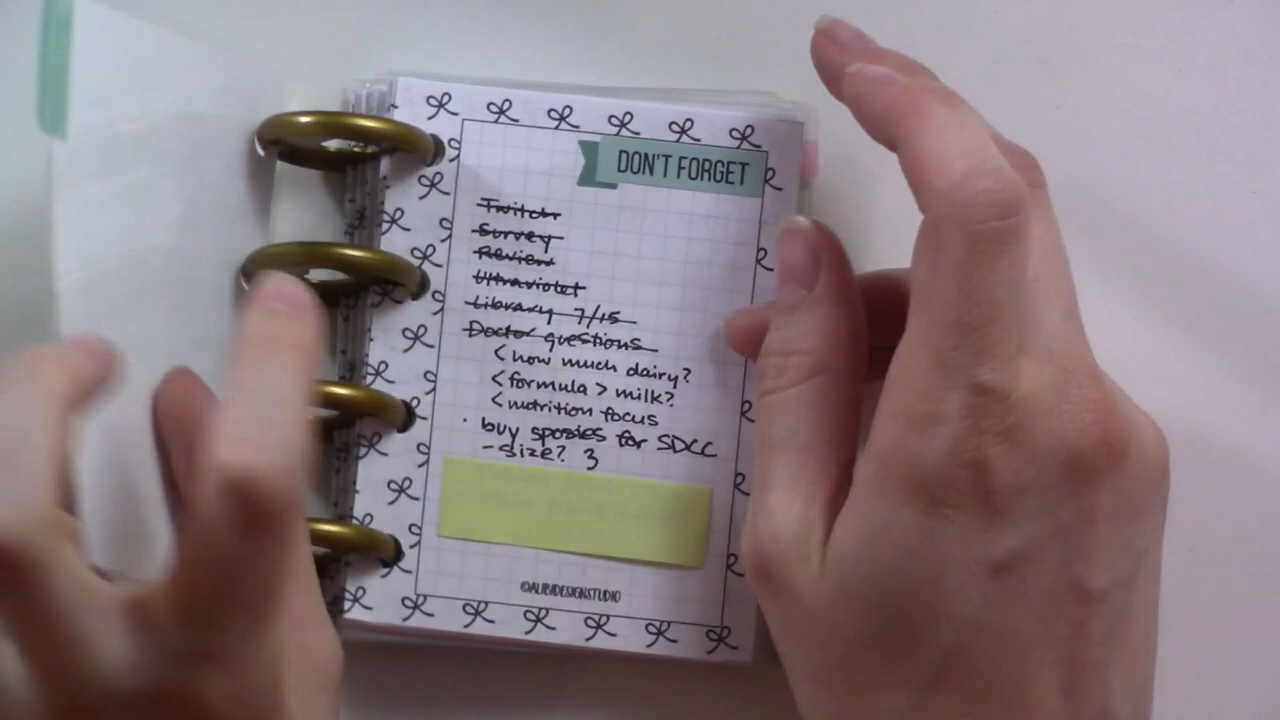 DON'T FORGET
Twitch
Survey
Review
Ultraviolet
Library 7/15
Doctor questions
< how much dairy?
< formula > milk?
< nutrition focus
· buy sposies for SDCC
- size? 3
©ALIBIDESIGNSTUDIO